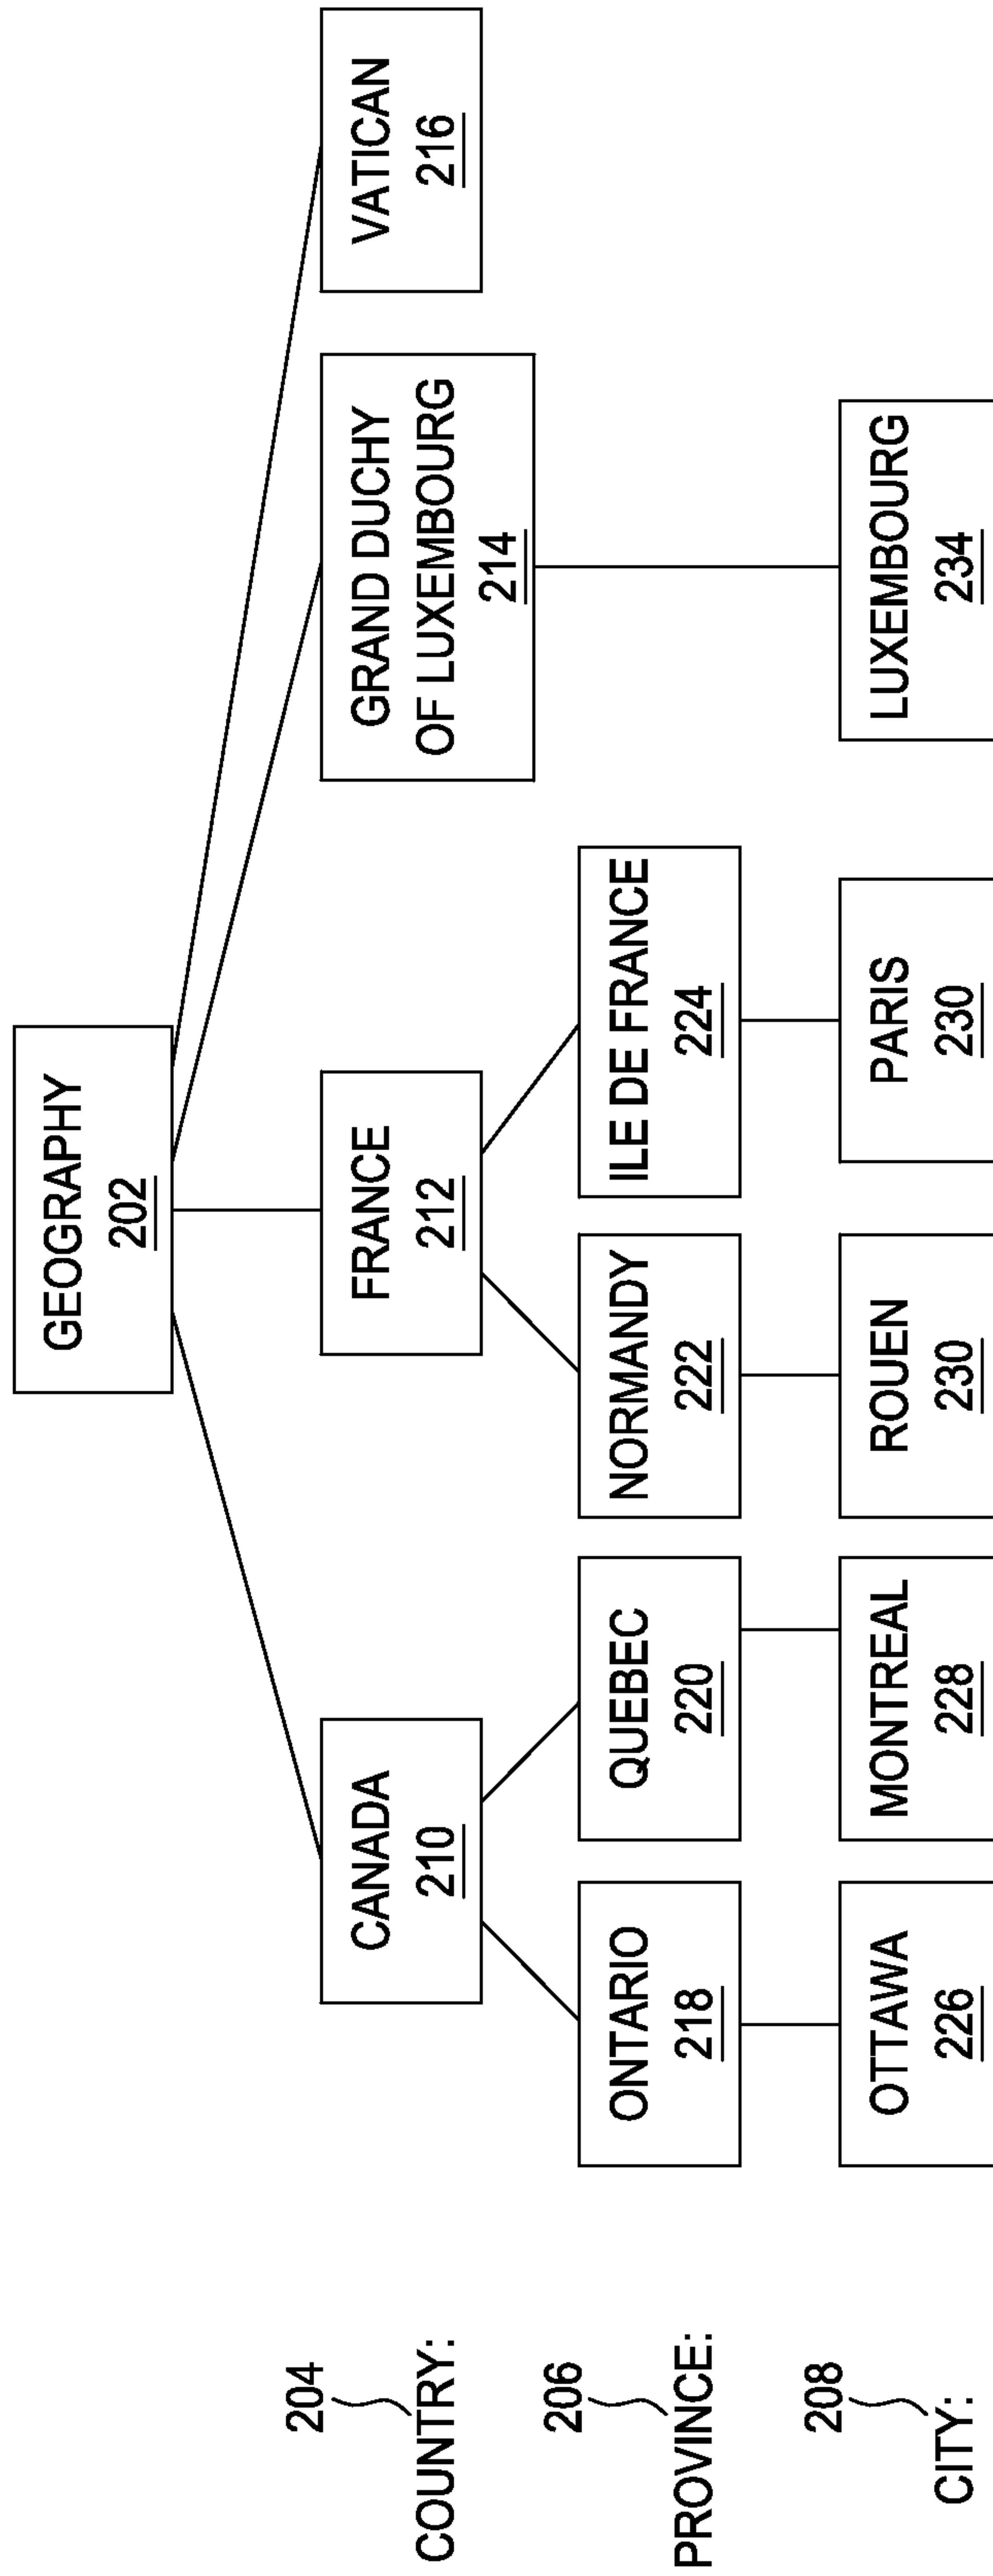 GEOGRAPHY
202
204
COUNTRY:
CANADA
210
FRANCE
212
GRAND DUCHY
OF LUXEMBOURG
214
VATICAN
216
206
PROVINCE:
ONTARIO
218
QUEBEC
220
NORMANDY
222
ILE DE FRANCE
224
208
CITY:
OTTAWA
226
MONTREAL
228
ROUEN
230
PARIS
230
LUXEMBOURG
234